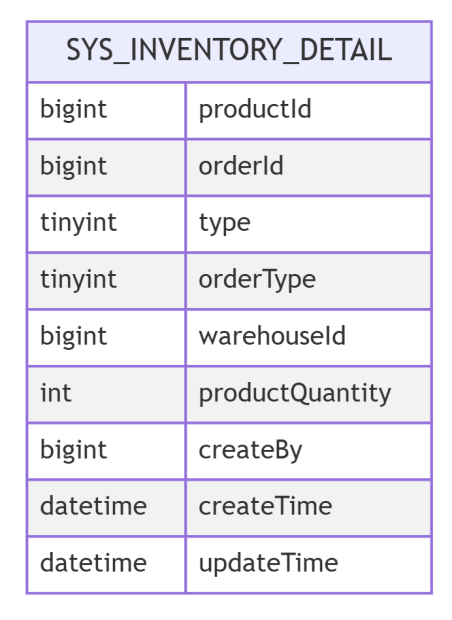 SYS_INVENTORY_DETAIL
bigint productId
bigint orderId
tinyint type
tinyint orderType
bigint warehouseId
int productQuantity
bigint createBy
datetime createTime
datetime updateTime